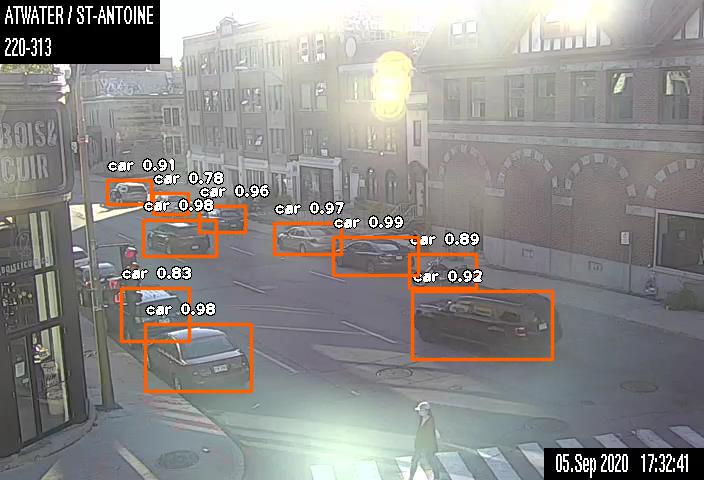 ATWATER / ST-ANTOINE
220-313
BOIS &
CUIR
car 0.91
car 0.78
car 0.96
car 0.98
car 0.97
car 0.99
car 0.89
car 0.92
car 0.83
car 0.98
05.Sep 2020 17:32:41